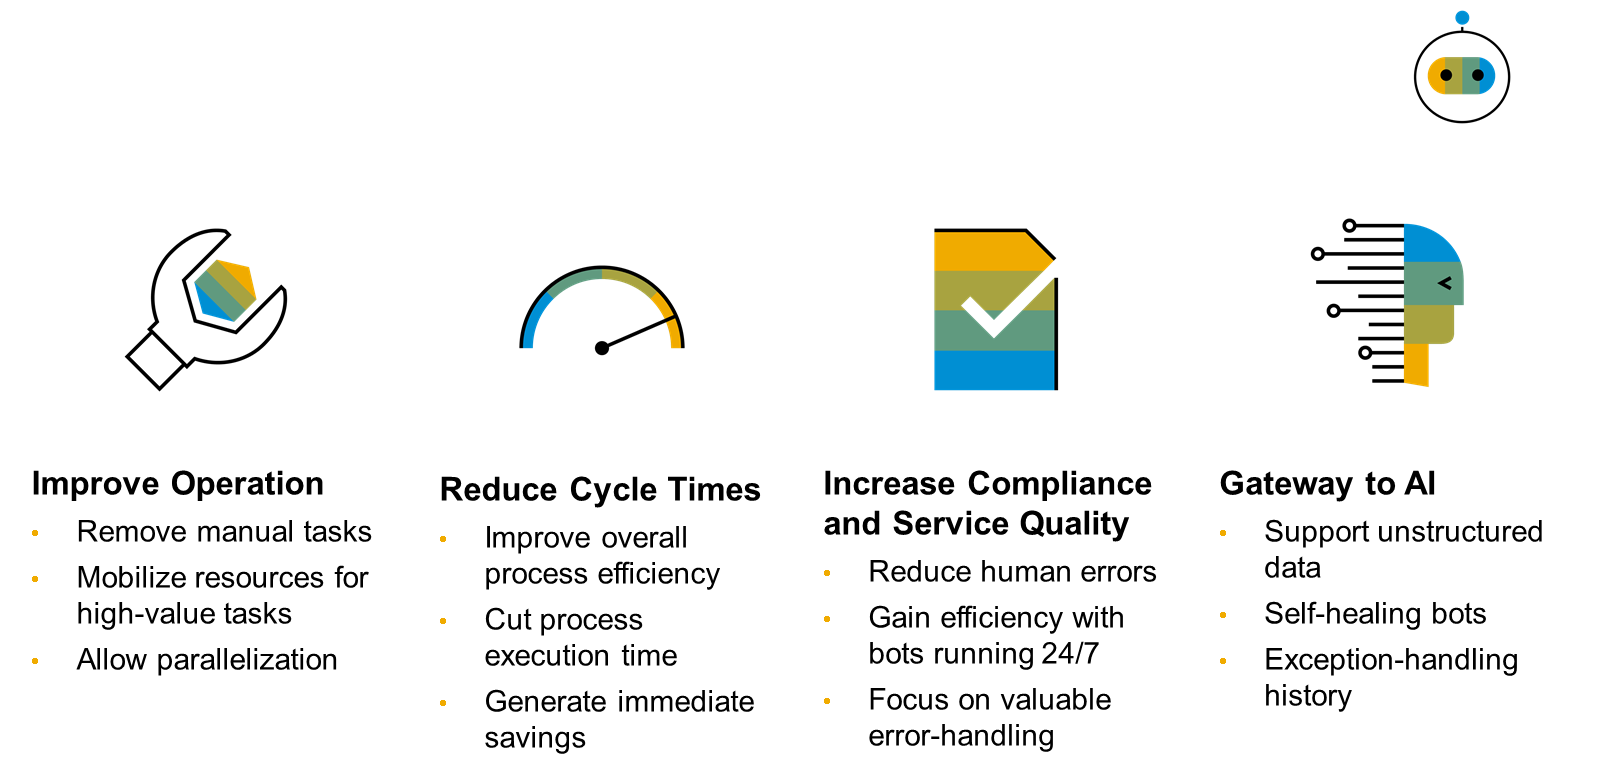 Improve Operation
• Remove manual tasks
• Mobilize resources for
high-value tasks
• Allow parallelization
Reduce Cycle Times
• Improve overall
process efficiency
• Cut process
execution time
• Generate immediate
savings
Increase Compliance
and Service Quality
• Reduce human errors
• Gain efficiency with
bots running 24/7
• Focus on valuable
error-handling
Gateway to AI
• Support unstructured
data
• Self-healing bots
• Exception-handling
history